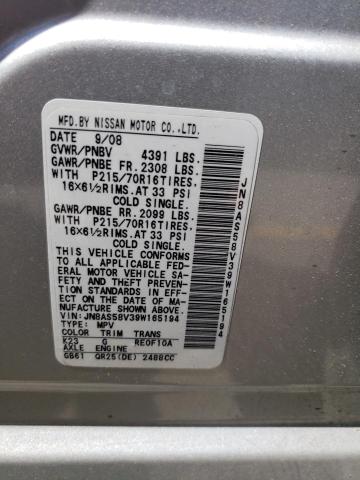 MFD.BY NISSAN MOTOR CO.,LTD.
DATE 9/08
GVWR/PNBV 4391 LBS.
GAWR/PNBE FR. 2308 LBS.
WITH P215/70R16TIRES.
16×6½RIMS.AT 33 PSI
COLD SINGLE.
GAWR/PNBE RR. 2099 LBS.
WITH P215/70R16TIRES.
16×6½RIMS.AT 33 PSI
COLD SINGLE.
THIS VEHICLE CONFORMS
TO ALL APPLICABLE FED-
ERAL MOTOR VEHICLE SA-
FETY AND THEFT PREVEN-
TION STANDARDS IN EFF-
ECT ON THE DATE OF MA-
NUFACTURE SHOWN ABOVE.
VIN: JN8AS58V39W165194
TYPE: MPV
COLOR TRIM TRANS
K23 G RE0F10A
AXLE ENGINE
GB61 QR25(DE) 2488CC
JN8AS58V39W165194